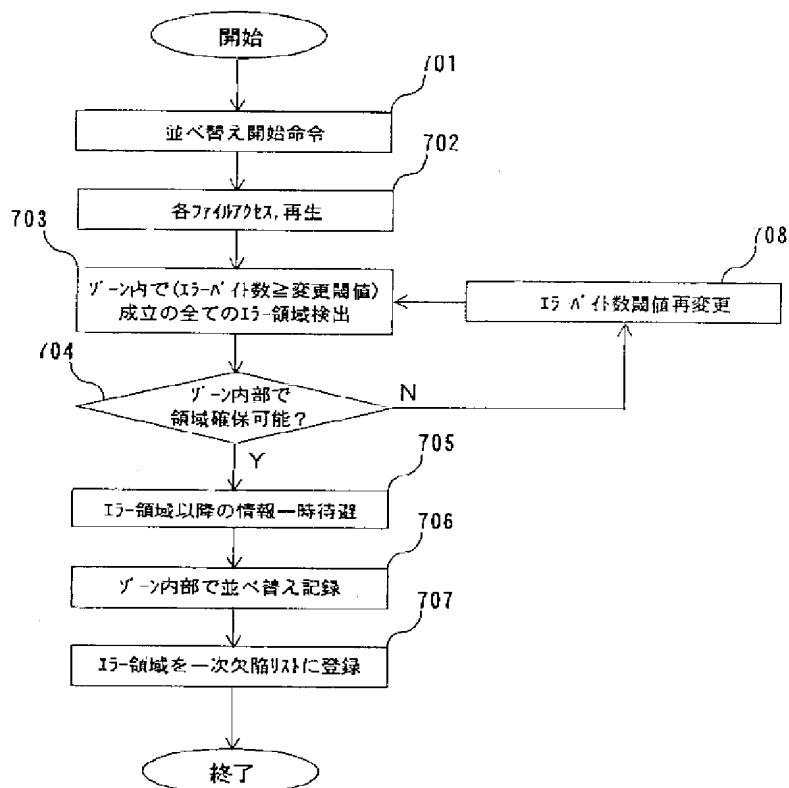 開始
701
並べ替え開始命令
702
各ファイルアクセス,再生
703
ゾーン内で(エラーバイト数≧変更閾値)
成立の全てのエラー領域検出
708
エラーバイト数閾値再変更
704
ゾーン内部で
領域確保可能?
N
Y
705
エラー領域以降の情報一時待避
706
ゾーン内部で並べ替え記録
707
エラー領域を一次欠陥リストに登録
終了